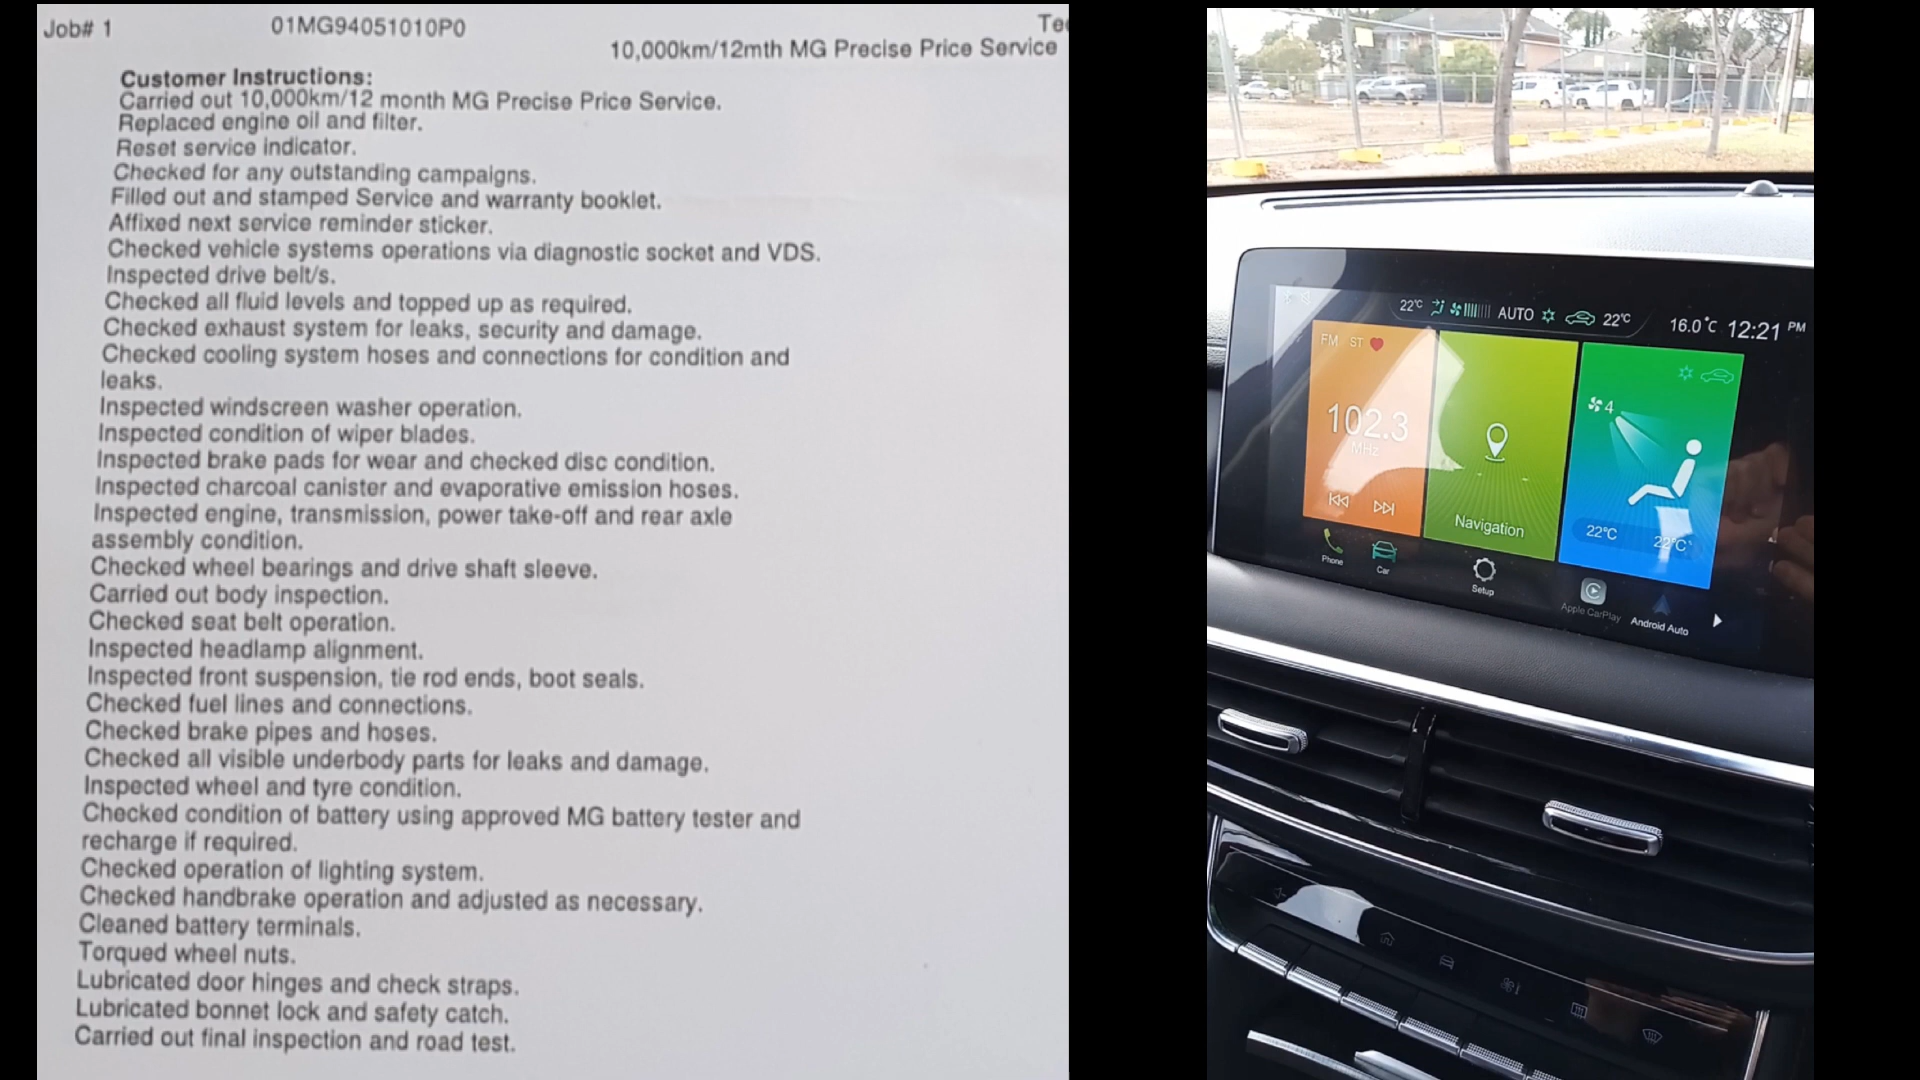 Job# 1 01MG94051010P0
10,000km/12mth MG Precise Price Service
Customer Instructions:
Carried out 10,000km/12 month MG Precise Price Service.
Replaced engine oil and filter.
Reset service indicator.
Checked for any outstanding campaigns.
Filled out and stamped Service and warranty booklet.
Affixed next service reminder sticker.
Checked vehicle systems operations via diagnostic socket and VDS.
Inspected drive belt/s.
Checked all fluid levels and topped up as required.
Checked exhaust system for leaks, security and damage.
Checked cooling system hoses and connections for condition and
leaks.
Inspected windscreen washer operation.
Inspected condition of wiper blades.
Inspected brake pads for wear and checked disc condition.
Inspected charcoal canister and evaporative emission hoses.
Inspected engine, transmission, power take-off and rear axle
assembly condition.
Checked wheel bearings and drive shaft sleeve.
Carried out body inspection.
Checked seat belt operation.
Inspected headlamp alignment.
Inspected front suspension, tie rod ends, boot seals.
Checked fuel lines and connections.
Checked brake pipes and hoses.
Checked all visible underbody parts for leaks and damage.
Inspected wheel and tyre condition.
Checked condition of battery using approved MG battery tester and
recharge if required.
Checked operation of lighting system.
Checked handbrake operation and adjusted as necessary.
Cleaned battery terminals.
Torqued wheel nuts.
Lubricated door hinges and check straps.
Lubricated bonnet lock and safety catch.
Carried out final inspection and road test.
22°C AUTO 22°C 16.0°C 12:21 PM
FM ST
4
102.3
MHz
Navigation
22°C 22°C
Phone Car Setup Apple CarPlay Android Auto